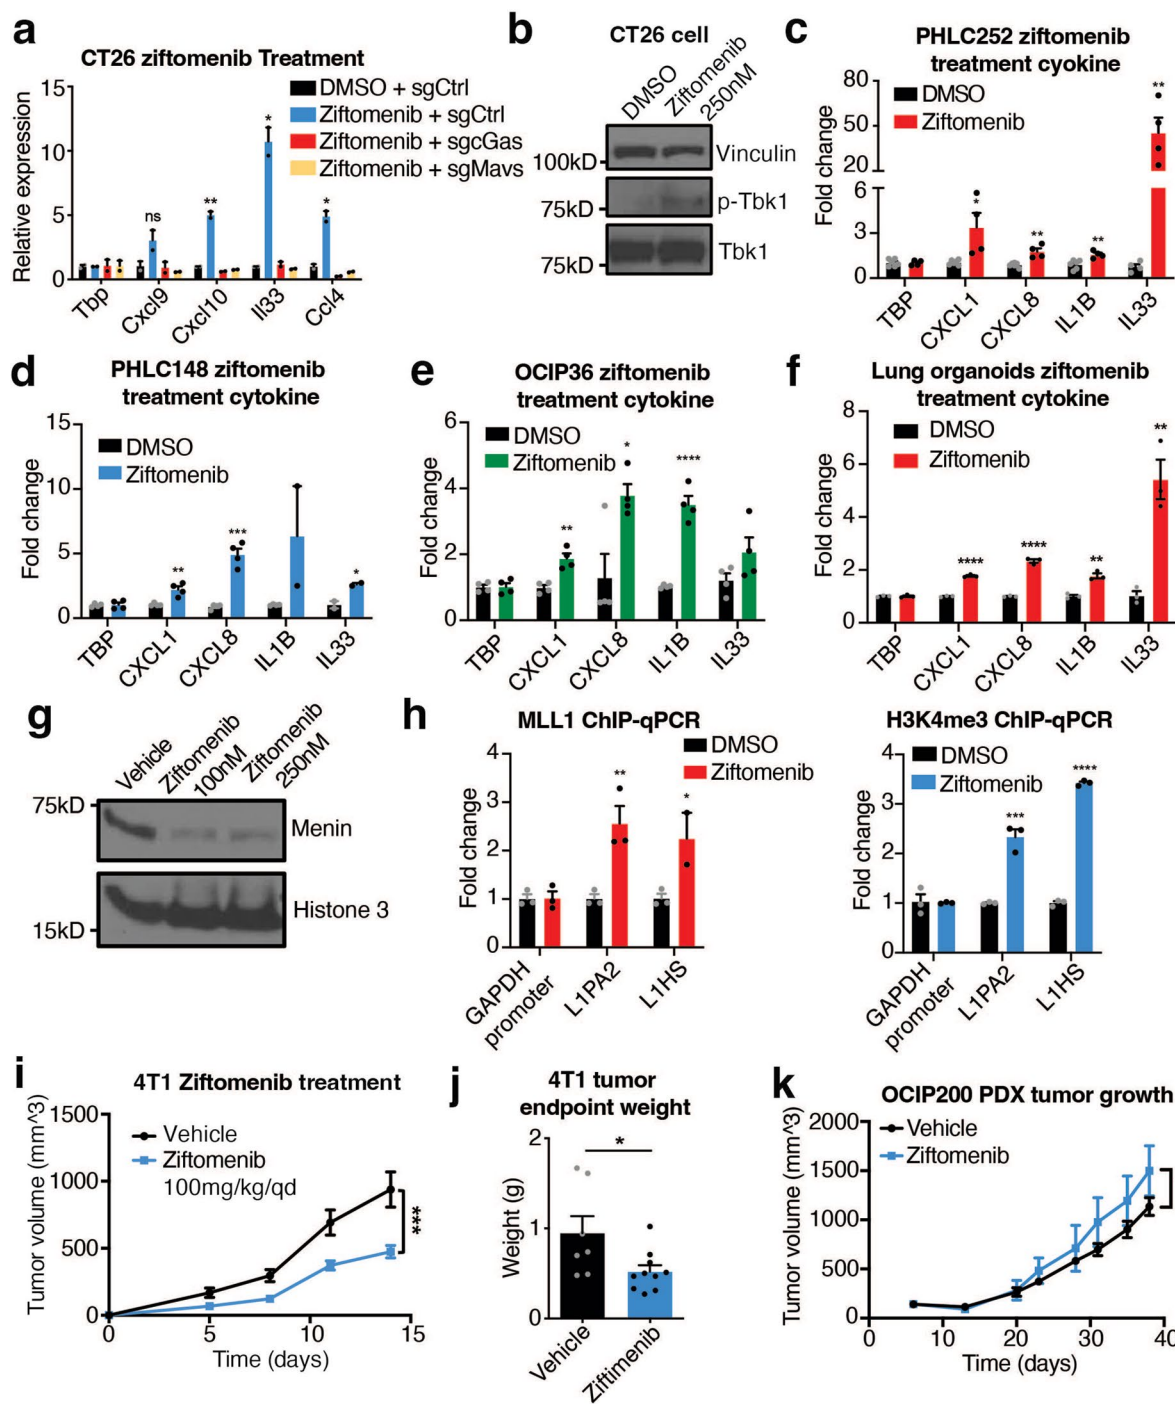 a
CT26 ziftomenib Treatment
Relative expression
15
10
5
0
DMSO + sgCtrl
Ziftomenib + sgCtrl
Ziftomenib + sgcGas
Ziftomenib + sgMavs
ns
**
*
*
Tbp
Cxcl9
Cxcl10
Il33
Ccl4
b
CT26 cell
DMSO
Ziftomenib
250nM
100kD
Vinculin
75kD
p-Tbk1
75kD
Tbk1
c
PHLC252 ziftomenib
treatment cyokine
Fold change
80
50
20
6
3
0
DMSO
Ziftomenib
*
**
**
**
TBP
CXCL1
CXCL8
IL1B
IL33
d
PHLC148 ziftomenib
treatment cytokine
Fold change
15
10
5
0
DMSO
Ziftomenib
**
***
*
TBP
CXCL1
CXCL8
IL1B
IL33
e
OCIP36 ziftomenib
treatment cytokine
Fold change
6
4
2
0
DMSO
Ziftomenib
**
*
****
TBP
CXCL1
CXCL8
IL1B
IL33
f
Lung organoids ziftomenib
treatment cytokine
Fold change
8
6
4
2
0
DMSO
Ziftomenib
****
****
**
**
TBP
CXCL1
CXCL8
IL1B
IL33
g
Vehicle
Ziftomenib
100nM
Ziftomenib
250nM
75kD
Menin
15kD
Histone 3
h
MLL1 ChIP-qPCR
Fold change
4
3
2
1
0
DMSO
Ziftomenib
**
*
GAPDH
promoter
L1PA2
L1HS
H3K4me3 ChIP-qPCR
Fold change
4
3
2
1
0
DMSO
Ziftomenib
***
****
GAPDH
promoter
L1PA2
L1HS
i
4T1 Ziftomenib treatment
Tumor volume (mm^3)
1500
1000
500
0
Vehicle
Ziftomenib
100mg/kg/qd
***
0
5
10
15
Time (days)
j
4T1 tumor
endpoint weight
Weight (g)
2
1
0
*
Vehicle
Ziftimenib
k
OCIP200 PDX tumor growth
Tumor volume (mm^3)
2000
1500
1000
500
0
Vehicle
Ziftomenib
0
10
20
30
40
Time (days)